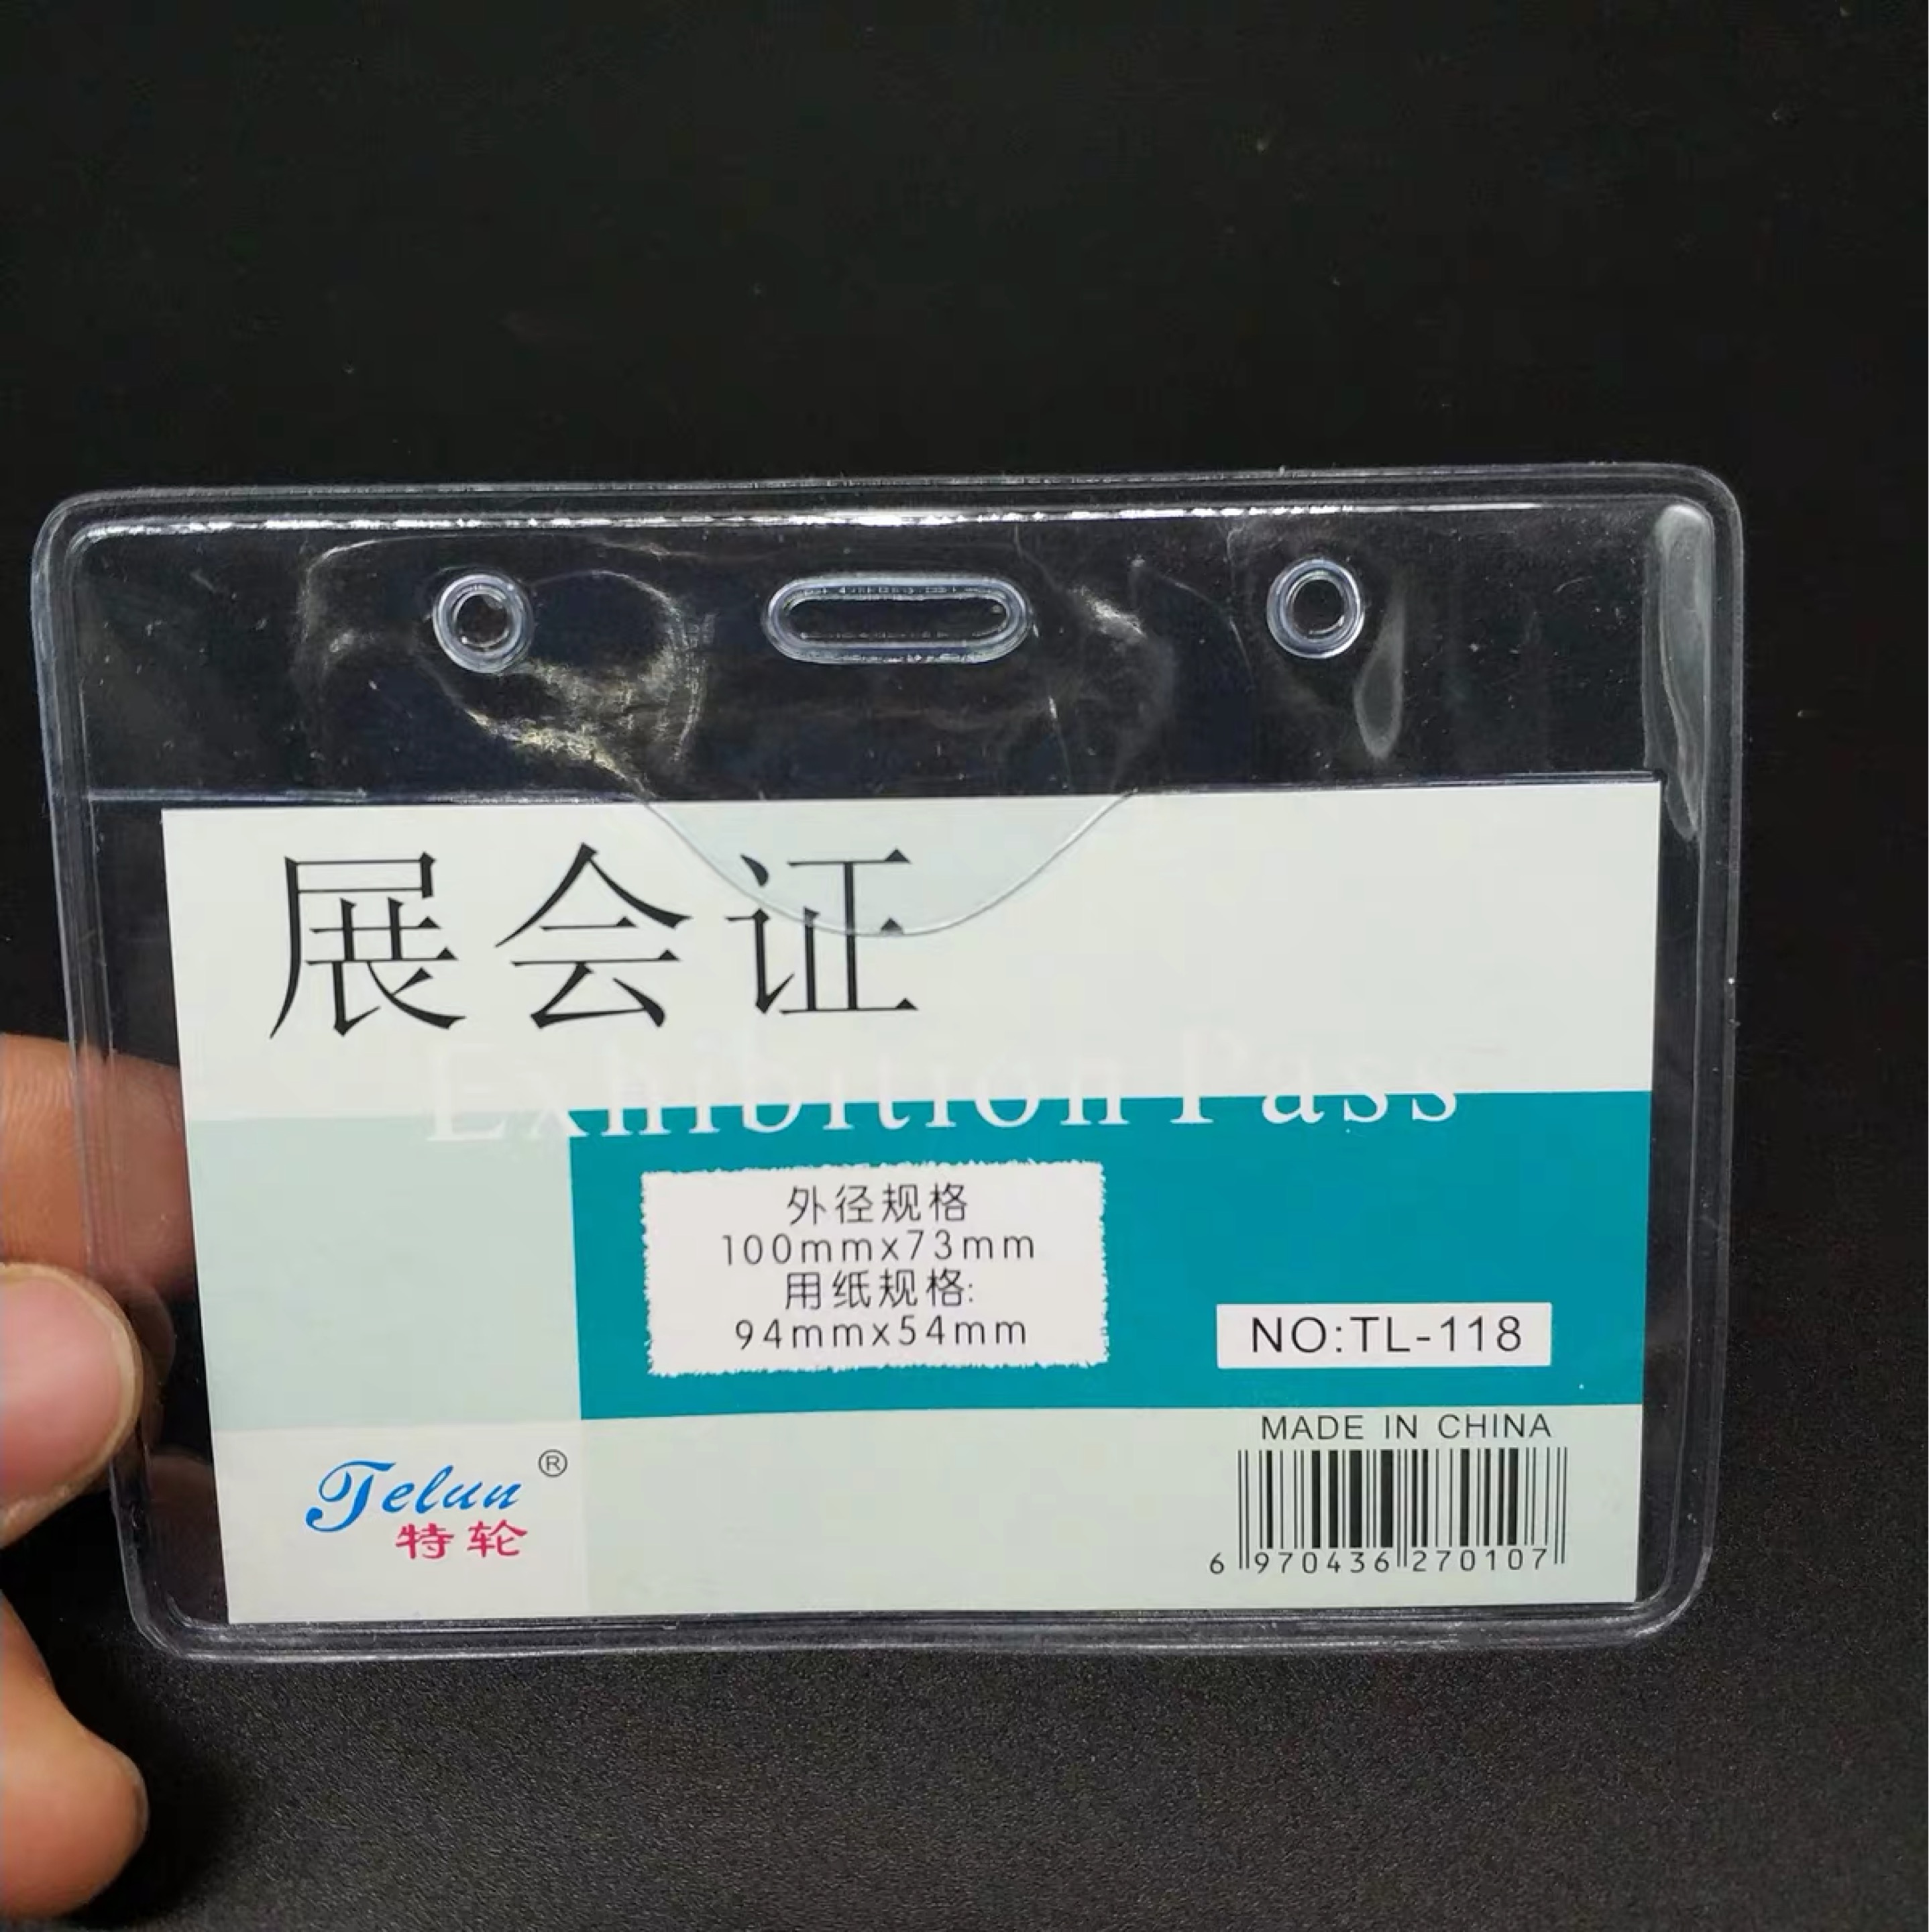 展会证
Exhibition Pass
外径规格
100mmx73mm
用纸规格:
94mmx54mm
NO:TL-118
MADE IN CHINA
6 970436 270107
Telun®
特轮